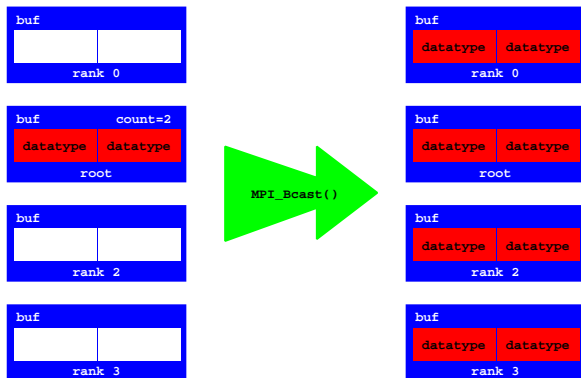 buf
rank 0
buf count=2
datatype datatype
root
buf
rank 2
buf
rank 3
MPI_Bcast()
buf
datatype datatype
rank 0
buf
datatype datatype
root
buf
datatype datatype
rank 2
buf
datatype datatype
rank 3